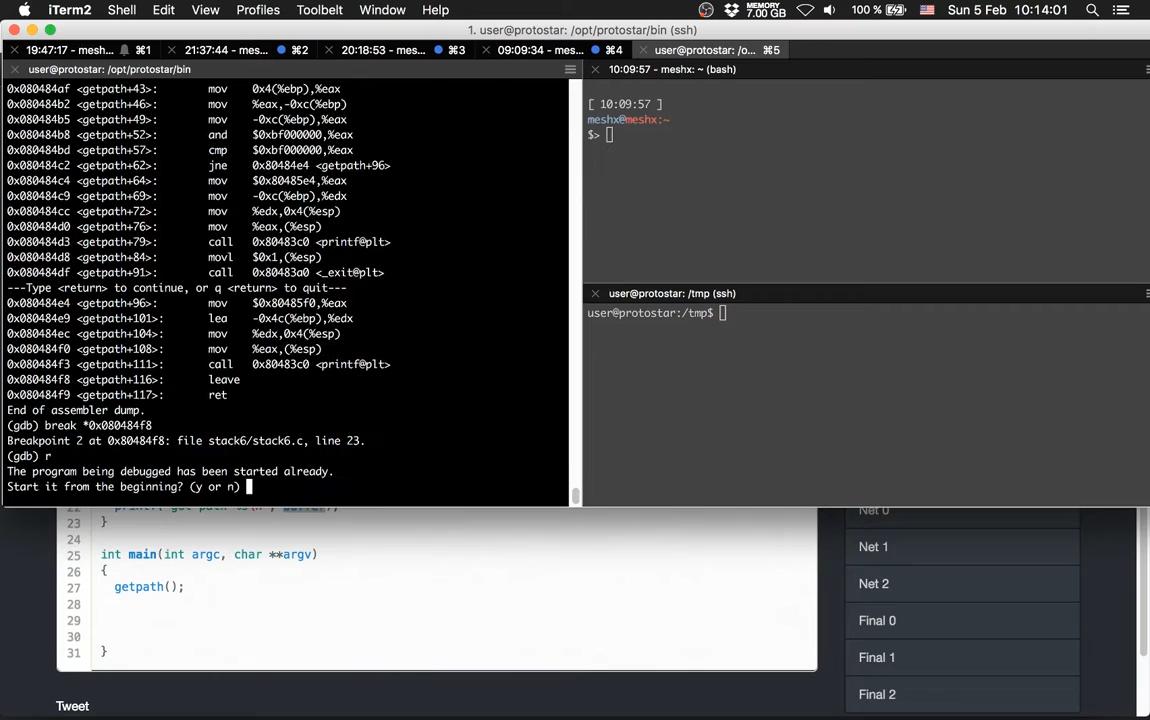 iTerm2 Shell Edit View Profiles Toolbelt Window Help MEMORY 7.00 GB 100 % Sun 5 Feb 10:14:01
1. user@protostar: /opt/protostar/bin (ssh)
19:47:17 - mesh... ⌘1 21:37:44 - mes... ⌘2 20:18:53 - mes... ⌘3 09:09:34 - mes... ⌘4 user@protostar: /o... ⌘5
user@protostar: /opt/protostar/bin
0x080484af <getpath+43>: mov 0x4(%ebp),%eax
0x080484b2 <getpath+46>: mov %eax,-0xc(%ebp)
0x080484b5 <getpath+49>: mov -0xc(%ebp),%eax
0x080484b8 <getpath+52>: and $0xbf000000,%eax
0x080484bd <getpath+57>: cmp $0xbf000000,%eax
0x080484c2 <getpath+62>: jne 0x80484e4 <getpath+96>
0x080484c4 <getpath+64>: mov $0x80485e4,%eax
0x080484c9 <getpath+69>: mov -0xc(%ebp),%edx
0x080484cc <getpath+72>: mov %edx,0x4(%esp)
0x080484d0 <getpath+76>: mov %eax,(%esp)
0x080484d3 <getpath+79>: call 0x80483c0 <printf@plt>
0x080484d8 <getpath+84>: movl $0x1,(%esp)
0x080484df <getpath+91>: call 0x80483a0 <_exit@plt>
---Type <return> to continue, or q <return> to quit---
0x080484e4 <getpath+96>: mov $0x80485f0,%eax
0x080484e9 <getpath+101>: lea -0x4c(%ebp),%edx
0x080484ec <getpath+104>: mov %edx,0x4(%esp)
0x080484f0 <getpath+108>: mov %eax,(%esp)
0x080484f3 <getpath+111>: call 0x80483c0 <printf@plt>
0x080484f8 <getpath+116>: leave
0x080484f9 <getpath+117>: ret
End of assembler dump.
(gdb) break *0x080484f8
Breakpoint 2 at 0x80484f8: file stack6/stack6.c, line 23.
(gdb) r
The program being debugged has been started already.
Start it from the beginning? (y or n)
10:09:57 - meshx: ~ (bash)
[ 10:09:57 ]
meshx@meshx:~
$>
user@protostar: /tmp (ssh)
user@protostar:/tmp$
23 }
24
25 int main(int argc, char **argv)
26 {
27 getpath();
28
29
30
31 }
Tweet
Net 0
Net 1
Net 2
Final 0
Final 1
Final 2